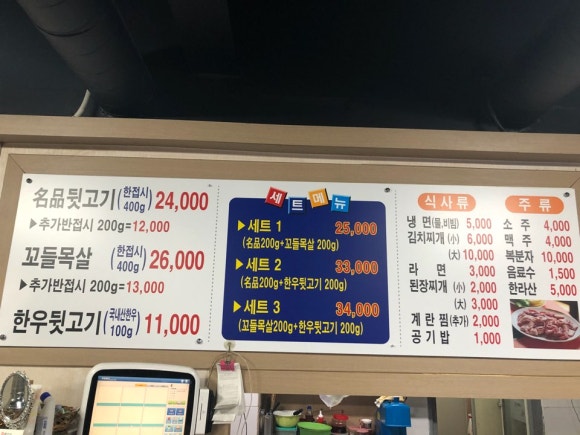 名品뒷고기 (한접시 400g) 24,000
▶추가반접시 200g=12,000
꼬들목살 (한접시 400g) 26,000
▶추가반접시 200g=13,000
한우뒷고기 (국내산한우 100g) 11,000
세트메뉴
▶세트 1 25,000
(名品200g+꼬들목살 200g)
▶세트 2 33,000
(名品200g+한우뒷고기 200g)
▶세트 3 34,000
(꼬들목살200g+한우뒷고기 200g)
식사류
냉 면(물,비빔) 5,000
김치찌개 (小) 6,000
(大) 10,000
라 면 3,000
된장찌개 (小) 2,000
(大) 3,000
계 란 찜(추가) 2,000
공 기 밥 1,000
주 류
소 주 4,000
맥 주 4,000
복분자 10,000
음료수 1,500
한라산 5,000